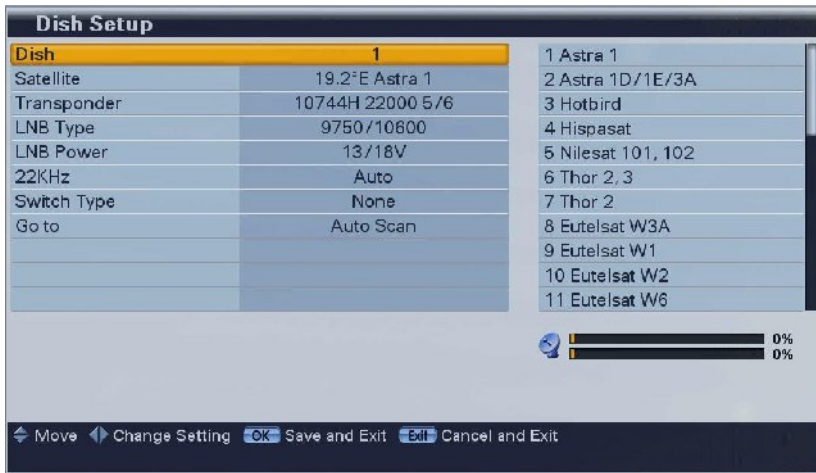 Dish Setup
Dish 1
Satellite 19.2°E Astra 1
Transponder 10744H 22000 5/6
LNB Type 9750/10600
LNB Power 13/18V
22KHz Auto
Switch Type None
Go to Auto Scan
1 Astra 1
2 Astra 1D/1E/3A
3 Hotbird
4 Hispasat
5 Nilesat 101, 102
6 Thor 2, 3
7 Thor 2
8 Eutelsat W3A
9 Eutelsat W1
10 Eutelsat W2
11 Eutelsat W6
0%
0%
Move Change Setting OK Save and Exit Exit Cancel and Exit